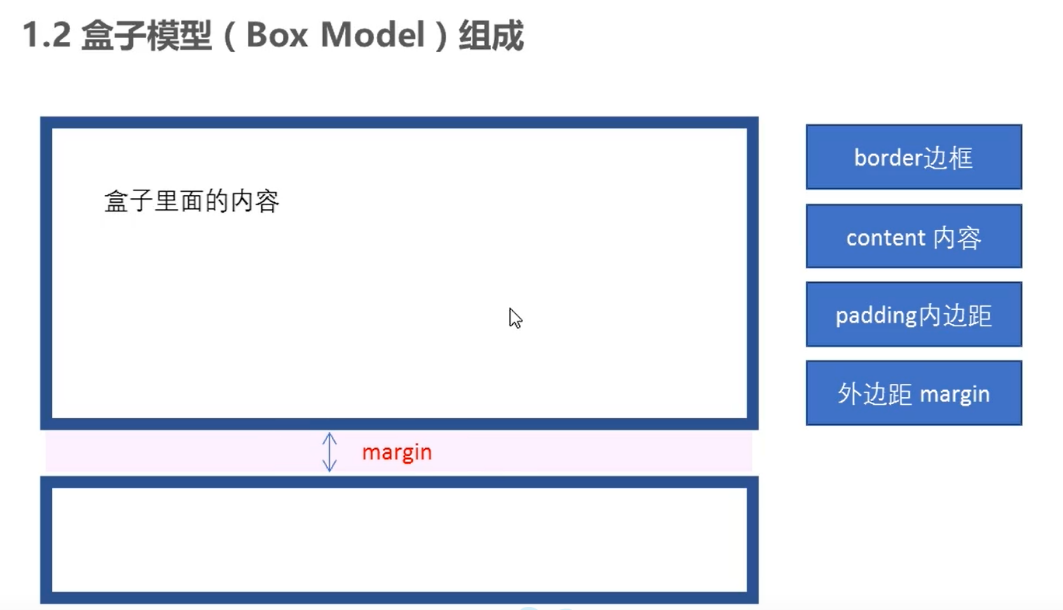 1.2 盒子模型（Box Model）组成
盒子里面的内容
margin
border边框
content 内容
padding内边距
外边距 margin